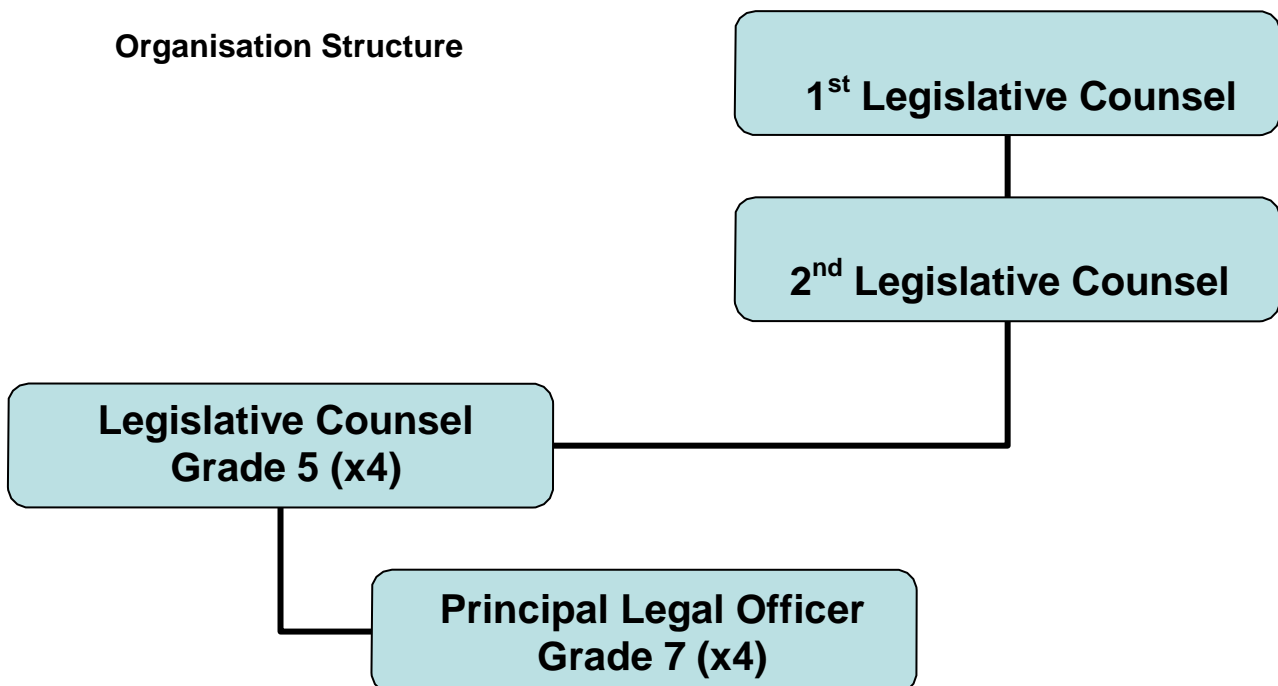 Organisation Structure
1st Legislative Counsel
2nd Legislative Counsel
Legislative Counsel
Grade 5 (x4)
Principal Legal Officer
Grade 7 (x4)